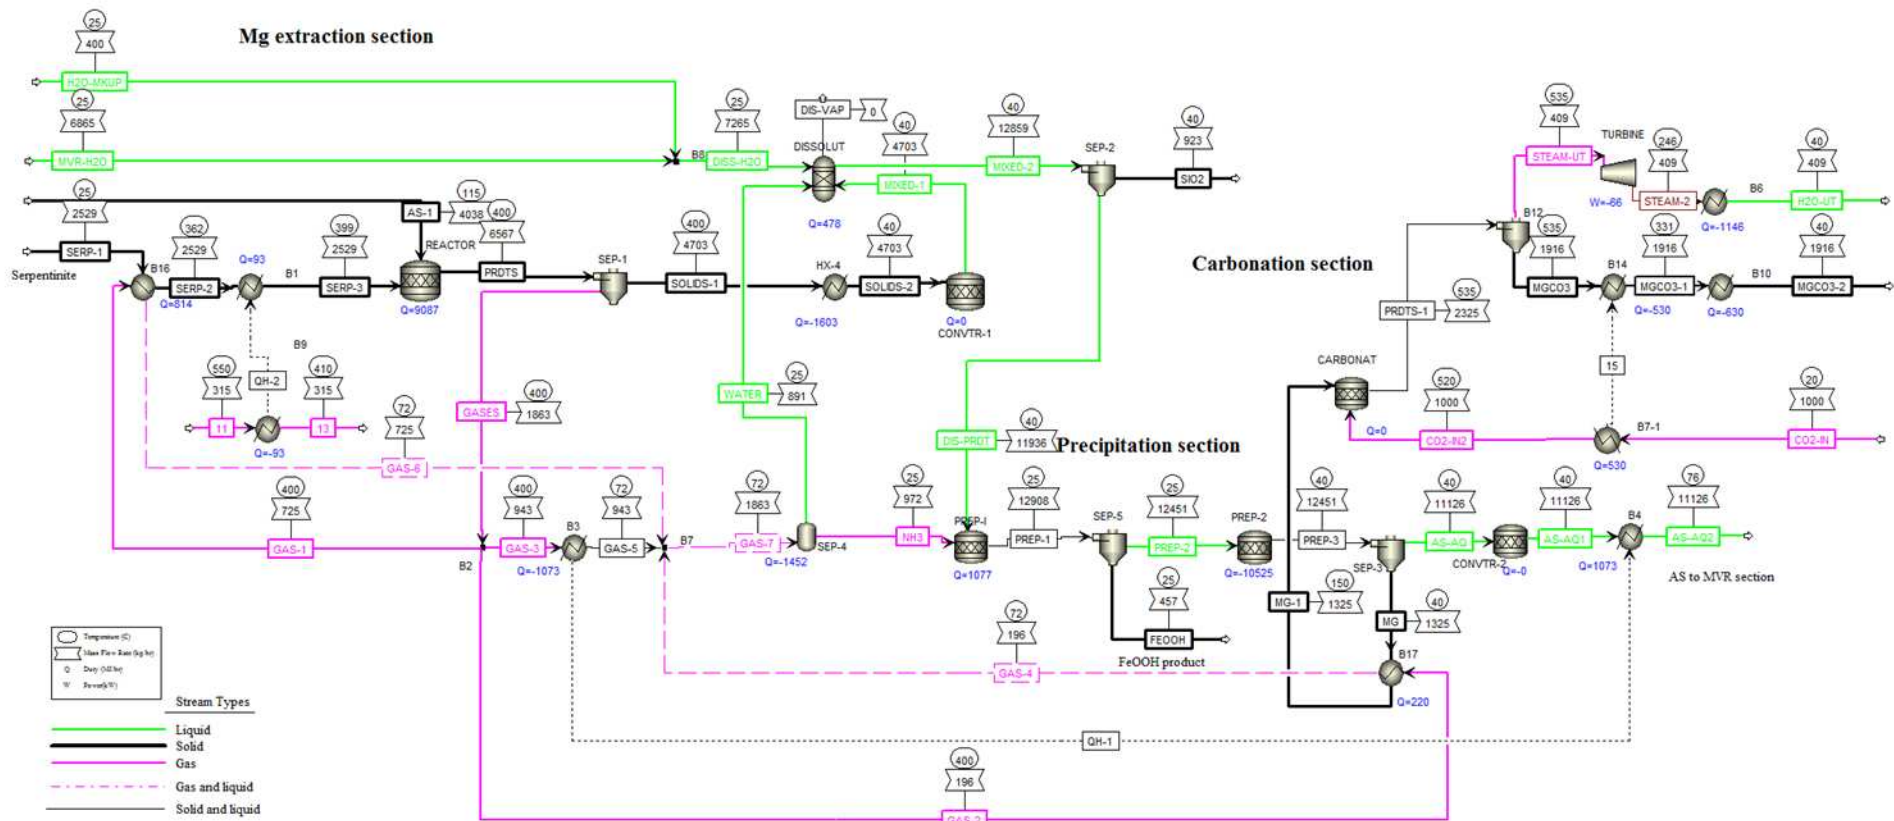 Mg extraction section
25
400
H2O-MKUP
25
6865
MVR-H2O
B8
25
7265
DISS-H2O
DIS-VAP
0
DISSOLUT
Q=478
40
4703
MIXED-1
40
12859
MIXED-2
SEP-2
40
923
SIO2
25
2529
SERP-1
Serpentinite
B16
Q=814
362
2529
SERP-2
Q=93
B1
399
2529
SERP-3
AS-1
115
4038
REACTOR
Q=9087
400
6567
PRDTS
SEP-1
400
4703
SOLIDS-1
HX-4
Q=-1603
40
4703
SOLIDS-2
Q=0
CONVTR-1
B9
QH-2
550
315
11
410
315
13
Q=-93
72
725
GAS-6
GASES
400
1863
WATER
25
891
DIS-PRDT
40
11936
Carbonation section
535
409
STEAM-UT
TURBINE
W=-66
246
409
STEAM-2
B6
Q=-1146
40
409
H2O-UT
B12
535
1916
MGCO3
B14
Q=-530
331
1916
MGCO3-1
B10
Q=-630
40
1916
MGCO3-2
PRDTS-1
535
2325
CARBONAT
Q=0
15
520
1000
CO2-IN2
B7-1
Q=530
20
1000
CO2-IN
Precipitation section
400
725
GAS-1
B2
400
943
GAS-3
B3
Q=-1073
72
943
GAS-5
B7
72
1863
GAS-7
SEP-4
Q=-1452
25
972
NH3
PREP-I
Q=1077
25
12908
PREP-1
SEP-5
25
12451
PREP-2
PREP-2
Q=-10525
40
12451
PREP-3
SEP-3
40
11126
AS-AQ
CONVTR-2
Q=-0
40
11126
AS-AQ1
B4
Q=1073
76
11126
AS-AQ2
AS to MVR section
25
457
FEOOH
FeOOH product
MG-1
150
1325
MG
40
1325
B17
Q=220
72
196
GAS-4
QH-1
400
196
GAS-2
Temperature (C)
Mass Flow Rate (kg/hr)
Q Duty (MJ/hr)
W Power(kW)
Stream Types
Liquid
Solid
Gas
Gas and liquid
Solid and liquid